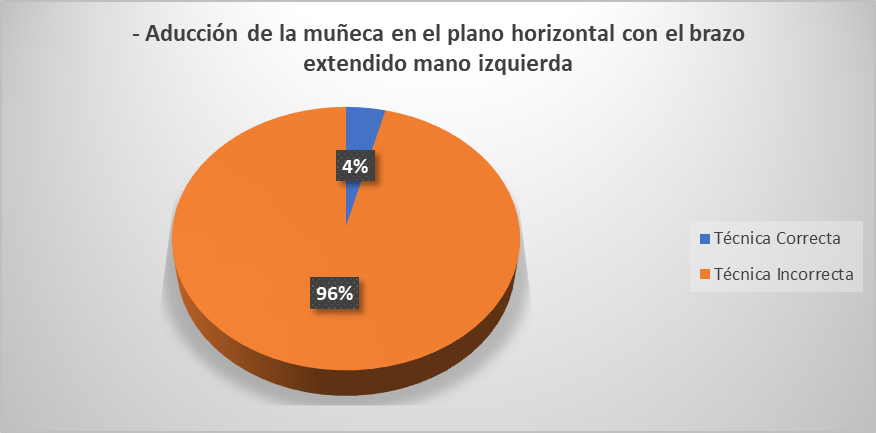 - Aducción de la muñeca en el plano horizontal con el brazo
extendido mano izquierda
4%
96%
Técnica Correcta
Técnica Incorrecta